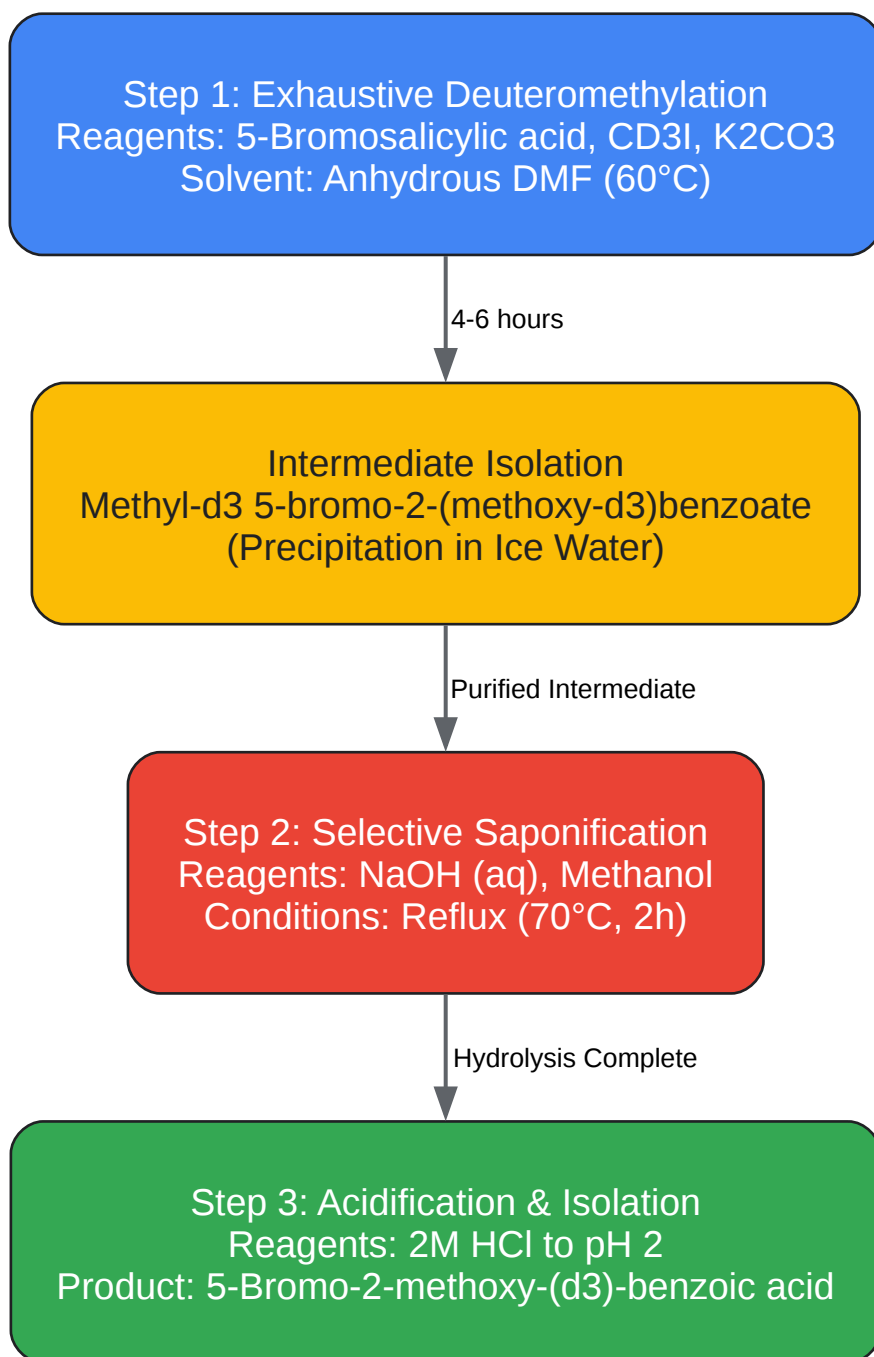 Step 1: Exhaustive Deuteromethylation
Reagents: 5-Bromosalicylic acid, CD3I, K2CO3
Solvent: Anhydrous DMF (60°C)
4-6 hours
Intermediate Isolation
Methyl-d3 5-bromo-2-(methoxy-d3)benzoate
(Precipitation in Ice Water)
Purified Intermediate
Step 2: Selective Saponification
Reagents: NaOH (aq), Methanol
Conditions: Reflux (70°C, 2h)
Hydrolysis Complete
Step 3: Acidification & Isolation
Reagents: 2M HCl to pH 2
Product: 5-Bromo-2-methoxy-(d3)-benzoic acid